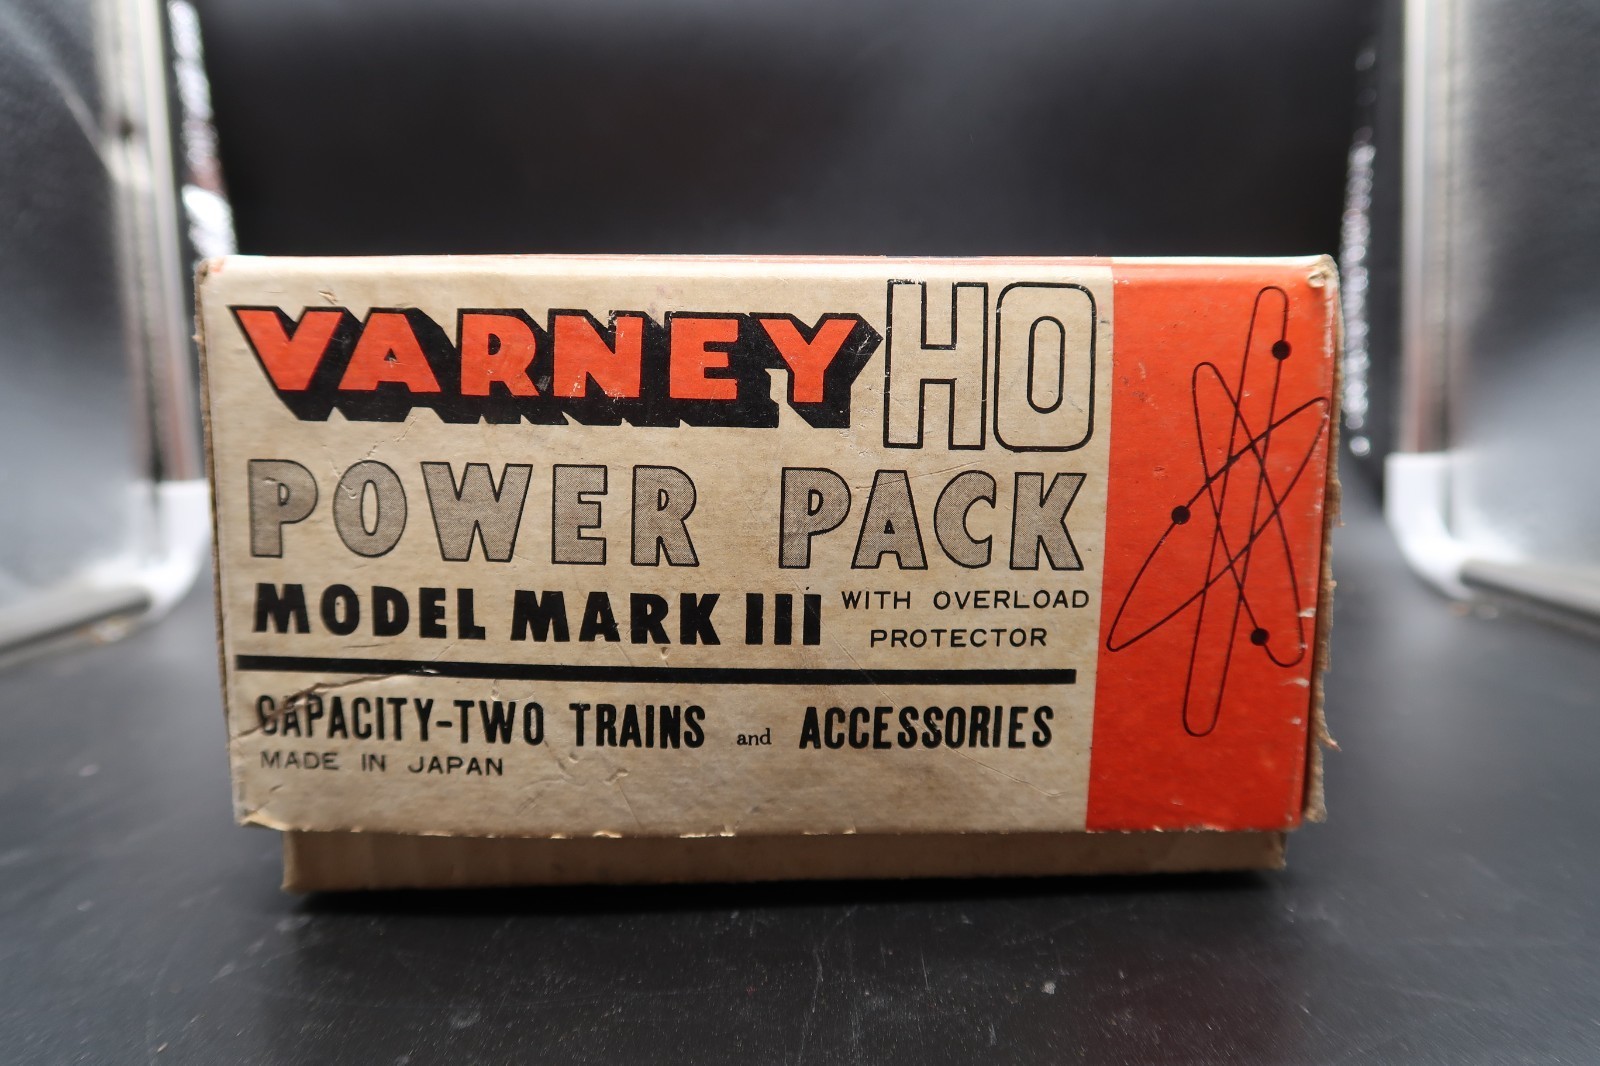 VARNEY HO
POWER PACK
MODEL MARK III WITH OVERLOAD
PROTECTOR
CAPACITY-TWO TRAINS and ACCESSORIES
MADE IN JAPAN